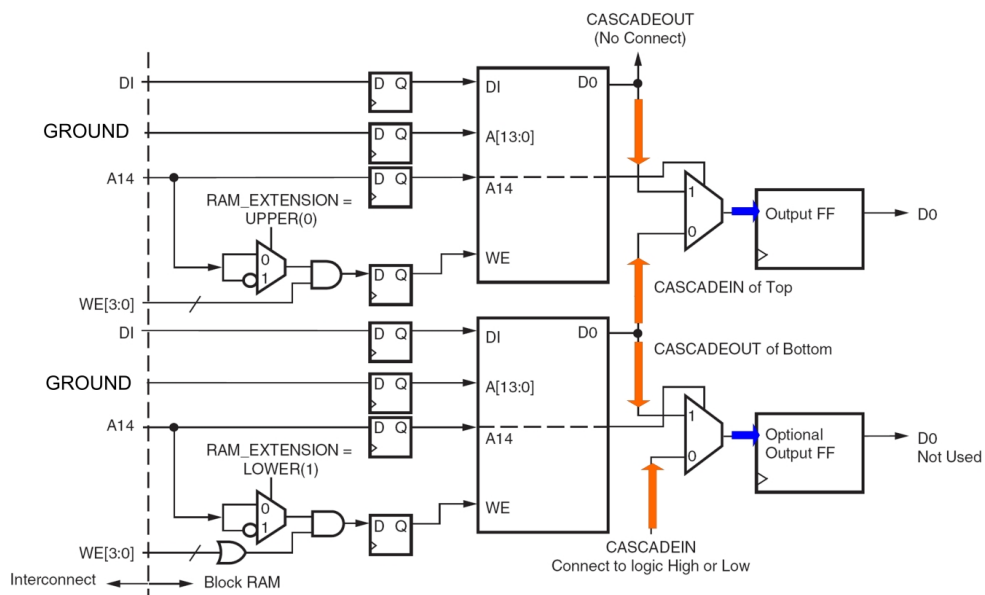 CASCADEOUT
(No Connect)
DI
D Q
DI
D0
GROUND
D Q
A[13:0]
A14
D Q
A14
1
RAM_EXTENSION =
UPPER(0)
Output FF
D0
0
0
1
D Q
WE
WE[3:0]
CASCADEIN of Top
DI
D Q
DI
D0
CASCADEOUT of Bottom
GROUND
D Q
A[13:0]
A14
D Q
A14
1
RAM_EXTENSION =
LOWER(1)
Optional
Output FF
D0
Not Used
0
0
1
D Q
WE
WE[3:0]
CASCADEIN
Connect to logic High or Low
Interconnect
Block RAM